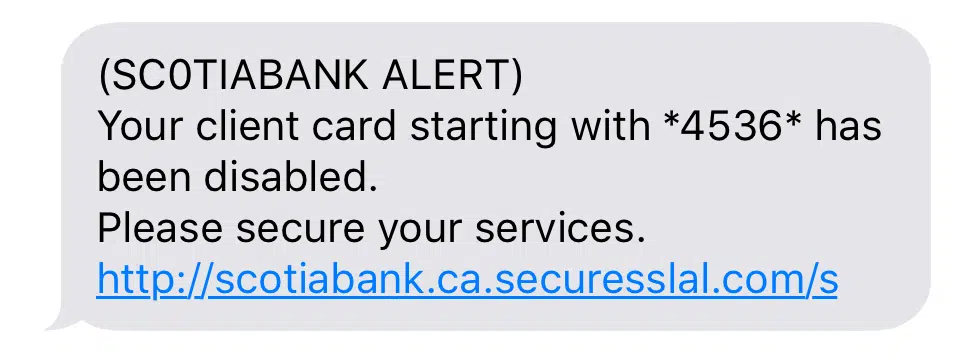 (SC0TIABANK ALERT)
Your client card starting with *4536* has
been disabled.
Please secure your services.
http://scotiabank.ca.securesslal.com/s